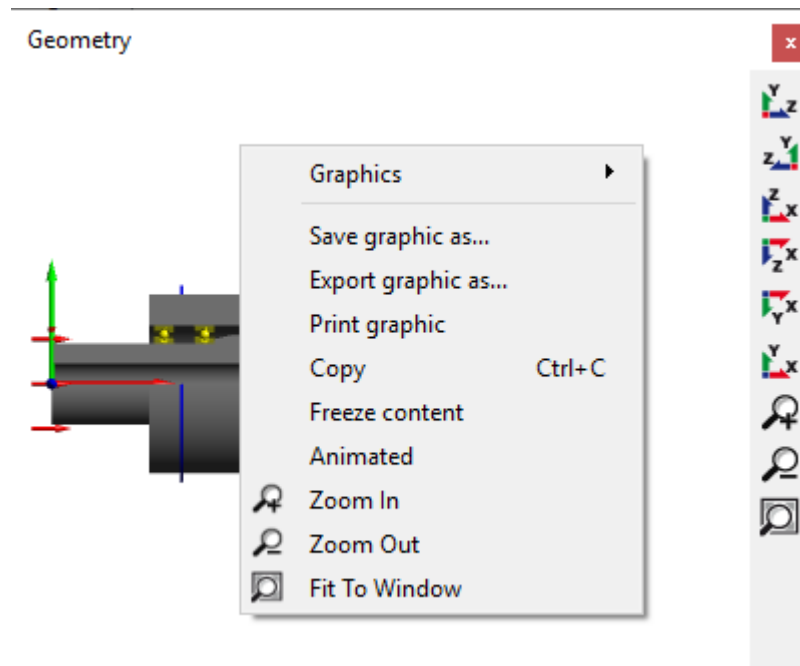 Geometry
x
Graphics
Save graphic as...
Export graphic as...
Print graphic
Copy Ctrl+C
Freeze content
Animated
Zoom In
Zoom Out
Fit To Window
Y Z
Z Y
Z X
Z X
Y X
Y X